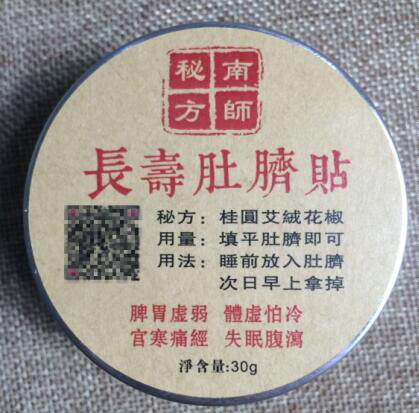 南師
秘方
長壽肚臍貼
秘方：桂圓艾絨花椒
用量：填平肚臍即可
用法：睡前放入肚臍
次日早上拿掉
脾胃虛弱 體虛怕冷
官寒痛經 失眠腹瀉
淨含量:30g